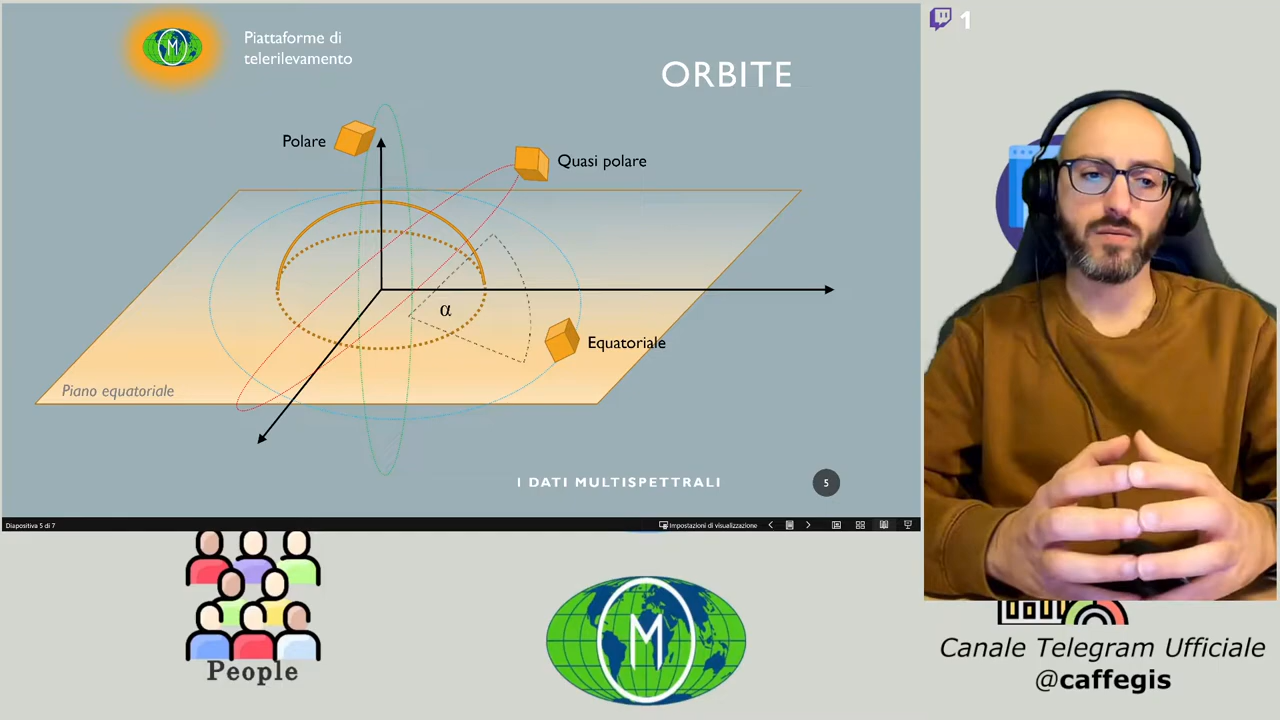 Piattaforme di
telerilevamento
ORBITE
1
Polare
Quasi polare
α
Equatoriale
Piano equatoriale
I DATI MULTISPETTRALI
5
Diapositiva 5 di 7
Impostazioni di visualizzazione
People
M
M
Canale Telegram Ufficiale
@caffegis